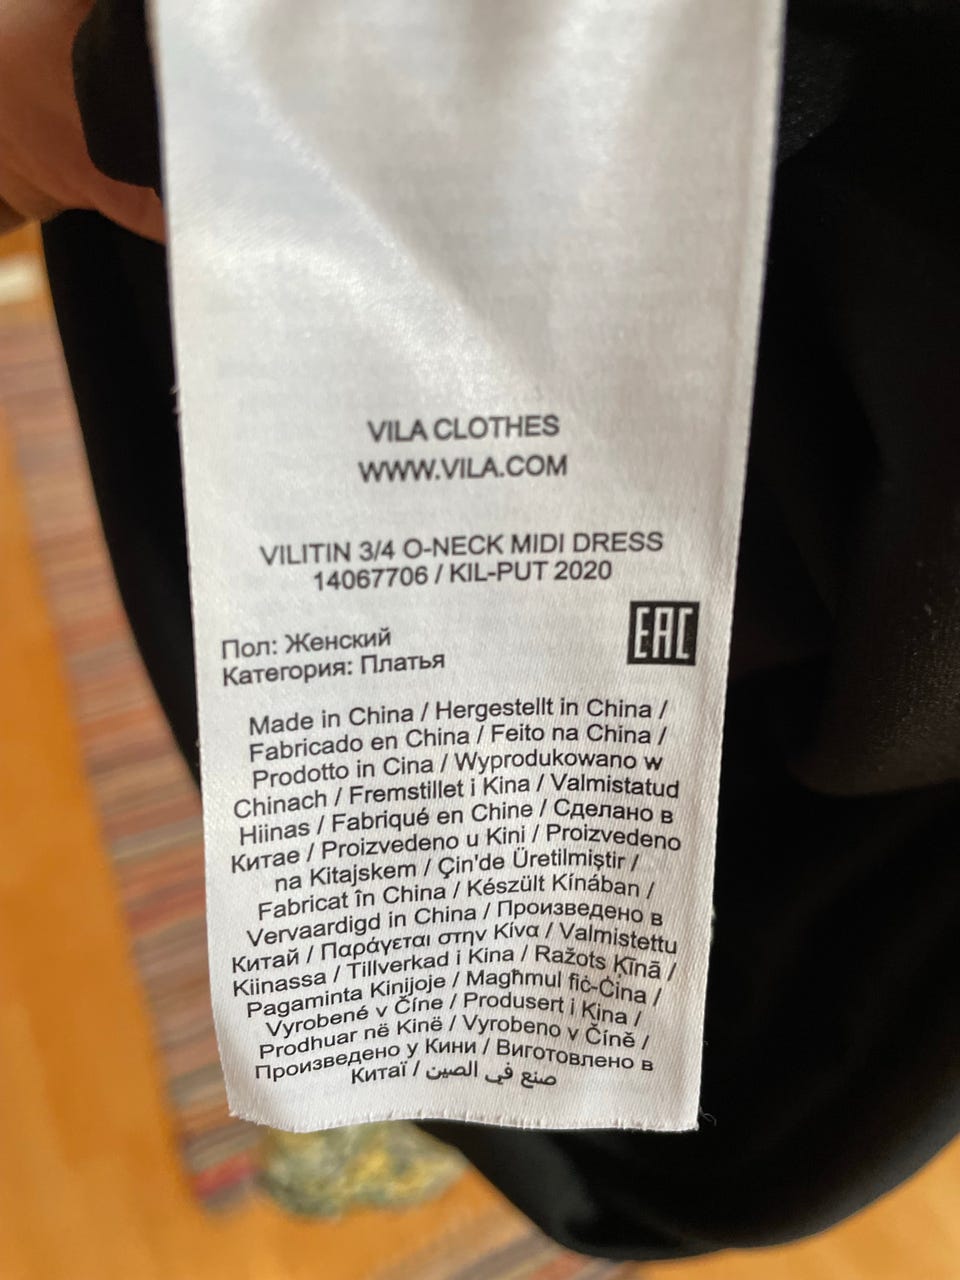 VILA CLOTHES
WWW.VILA.COM
VILITIN 3/4 O-NECK MIDI DRESS
14067706 / KIL-PUT 2020
EAC
Пол: Женский
Категория: Платья
Made in China / Hergestellt in China /
Fabricado en China / Feito na China /
Prodotto in Cina / Wyprodukowano w
Chinach / Fremstillet i Kina / Valmistatud
Hiinas / Fabriqué en Chine / Сделано в
Китае / Proizvedeno u Kini / Proizvedeno
na Kitajskem / Çin'de Üretilmiştir /
Fabricat în China / Készült Kínában /
Vervaardigd in China / Произведено в
Китай / Παράγεται στην Κίνα / Valmistettu
Kiinassa / Tillverkad i Kina / Ražots Ķīnā /
Pagaminta Kinijoje / Magħmul fiċ-Ċina /
Vyrobené v Číne / Produsert i Kina /
Prodhuar në Kinë / Vyrobeno v Číně /
Произведено у Кини / Виготовлено в
Китаї / صنع في الصين